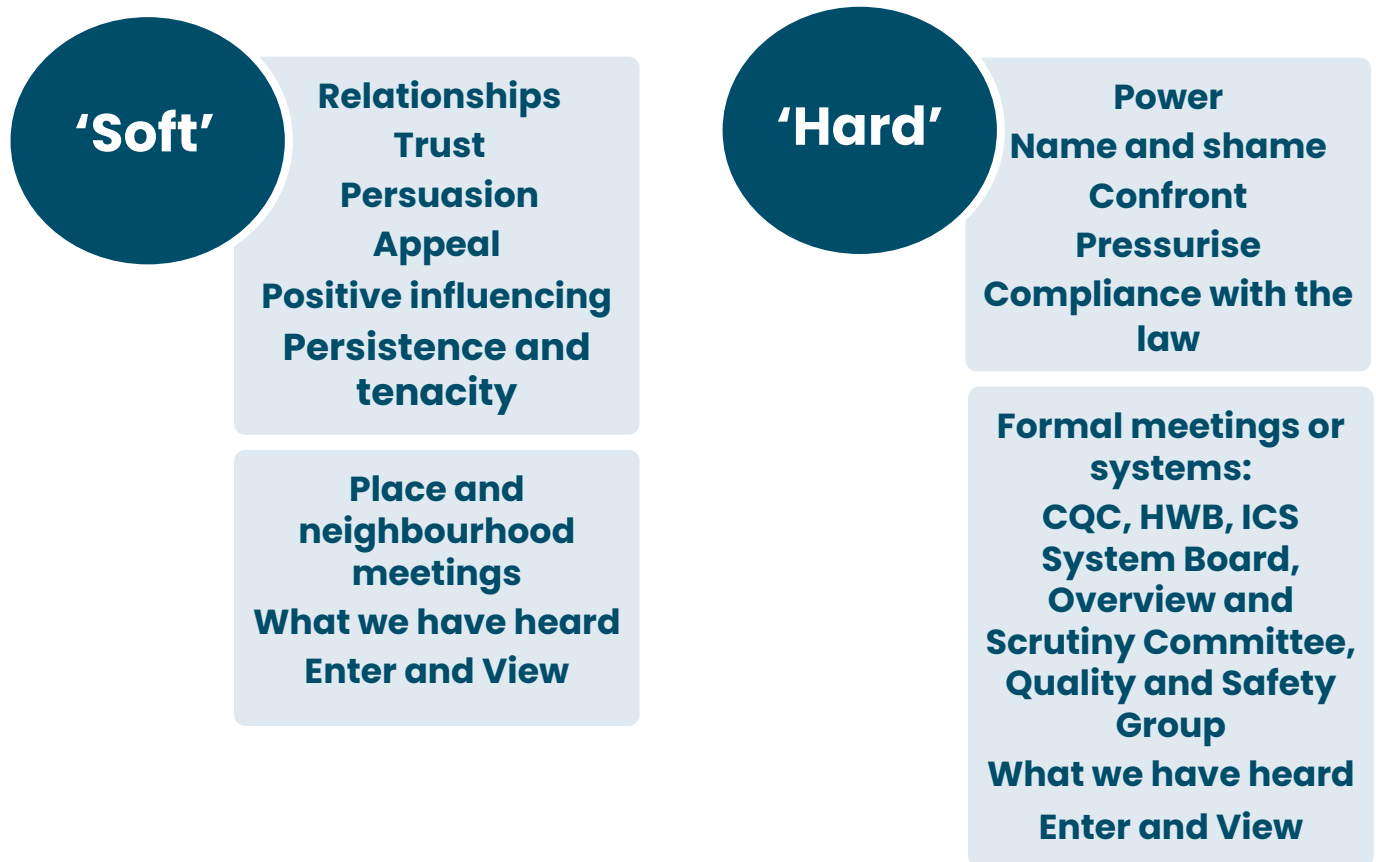 ‘Soft’
Relationships
Trust
Persuasion
Appeal
Positive influencing
Persistence and
tenacity
Place and
neighbourhood
meetings
What we have heard
Enter and View
‘Hard’
Power
Name and shame
Confront
Pressurise
Compliance with the
law
Formal meetings or
systems:
CQC, HWB, ICS
System Board,
Overview and
Scrutiny Committee,
Quality and Safety
Group
What we have heard
Enter and View